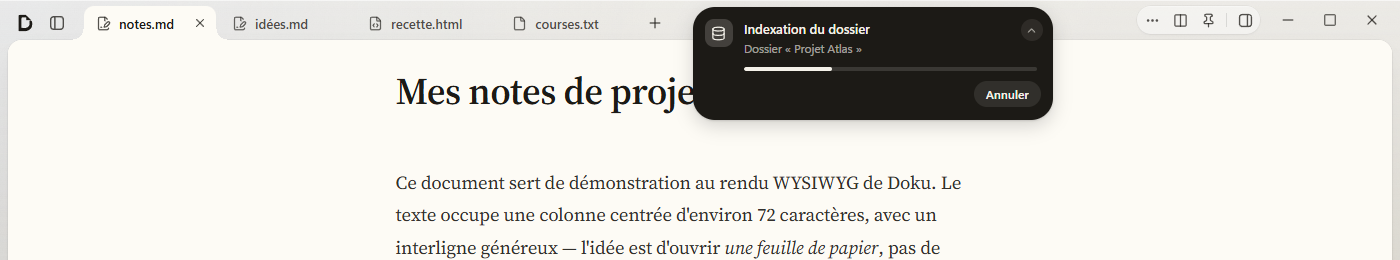 notes.md
idées.md
recette.html
courses.txt
Indexation du dossier
Dossier « Projet Atlas »
Annuler
Mes notes de proje
Ce document sert de démonstration au rendu WYSIWYG de Doku. Le
texte occupe une colonne centrée d'environ 72 caractères, avec un
interligne généreux — l'idée est d'ouvrir une feuille de papier, pas de